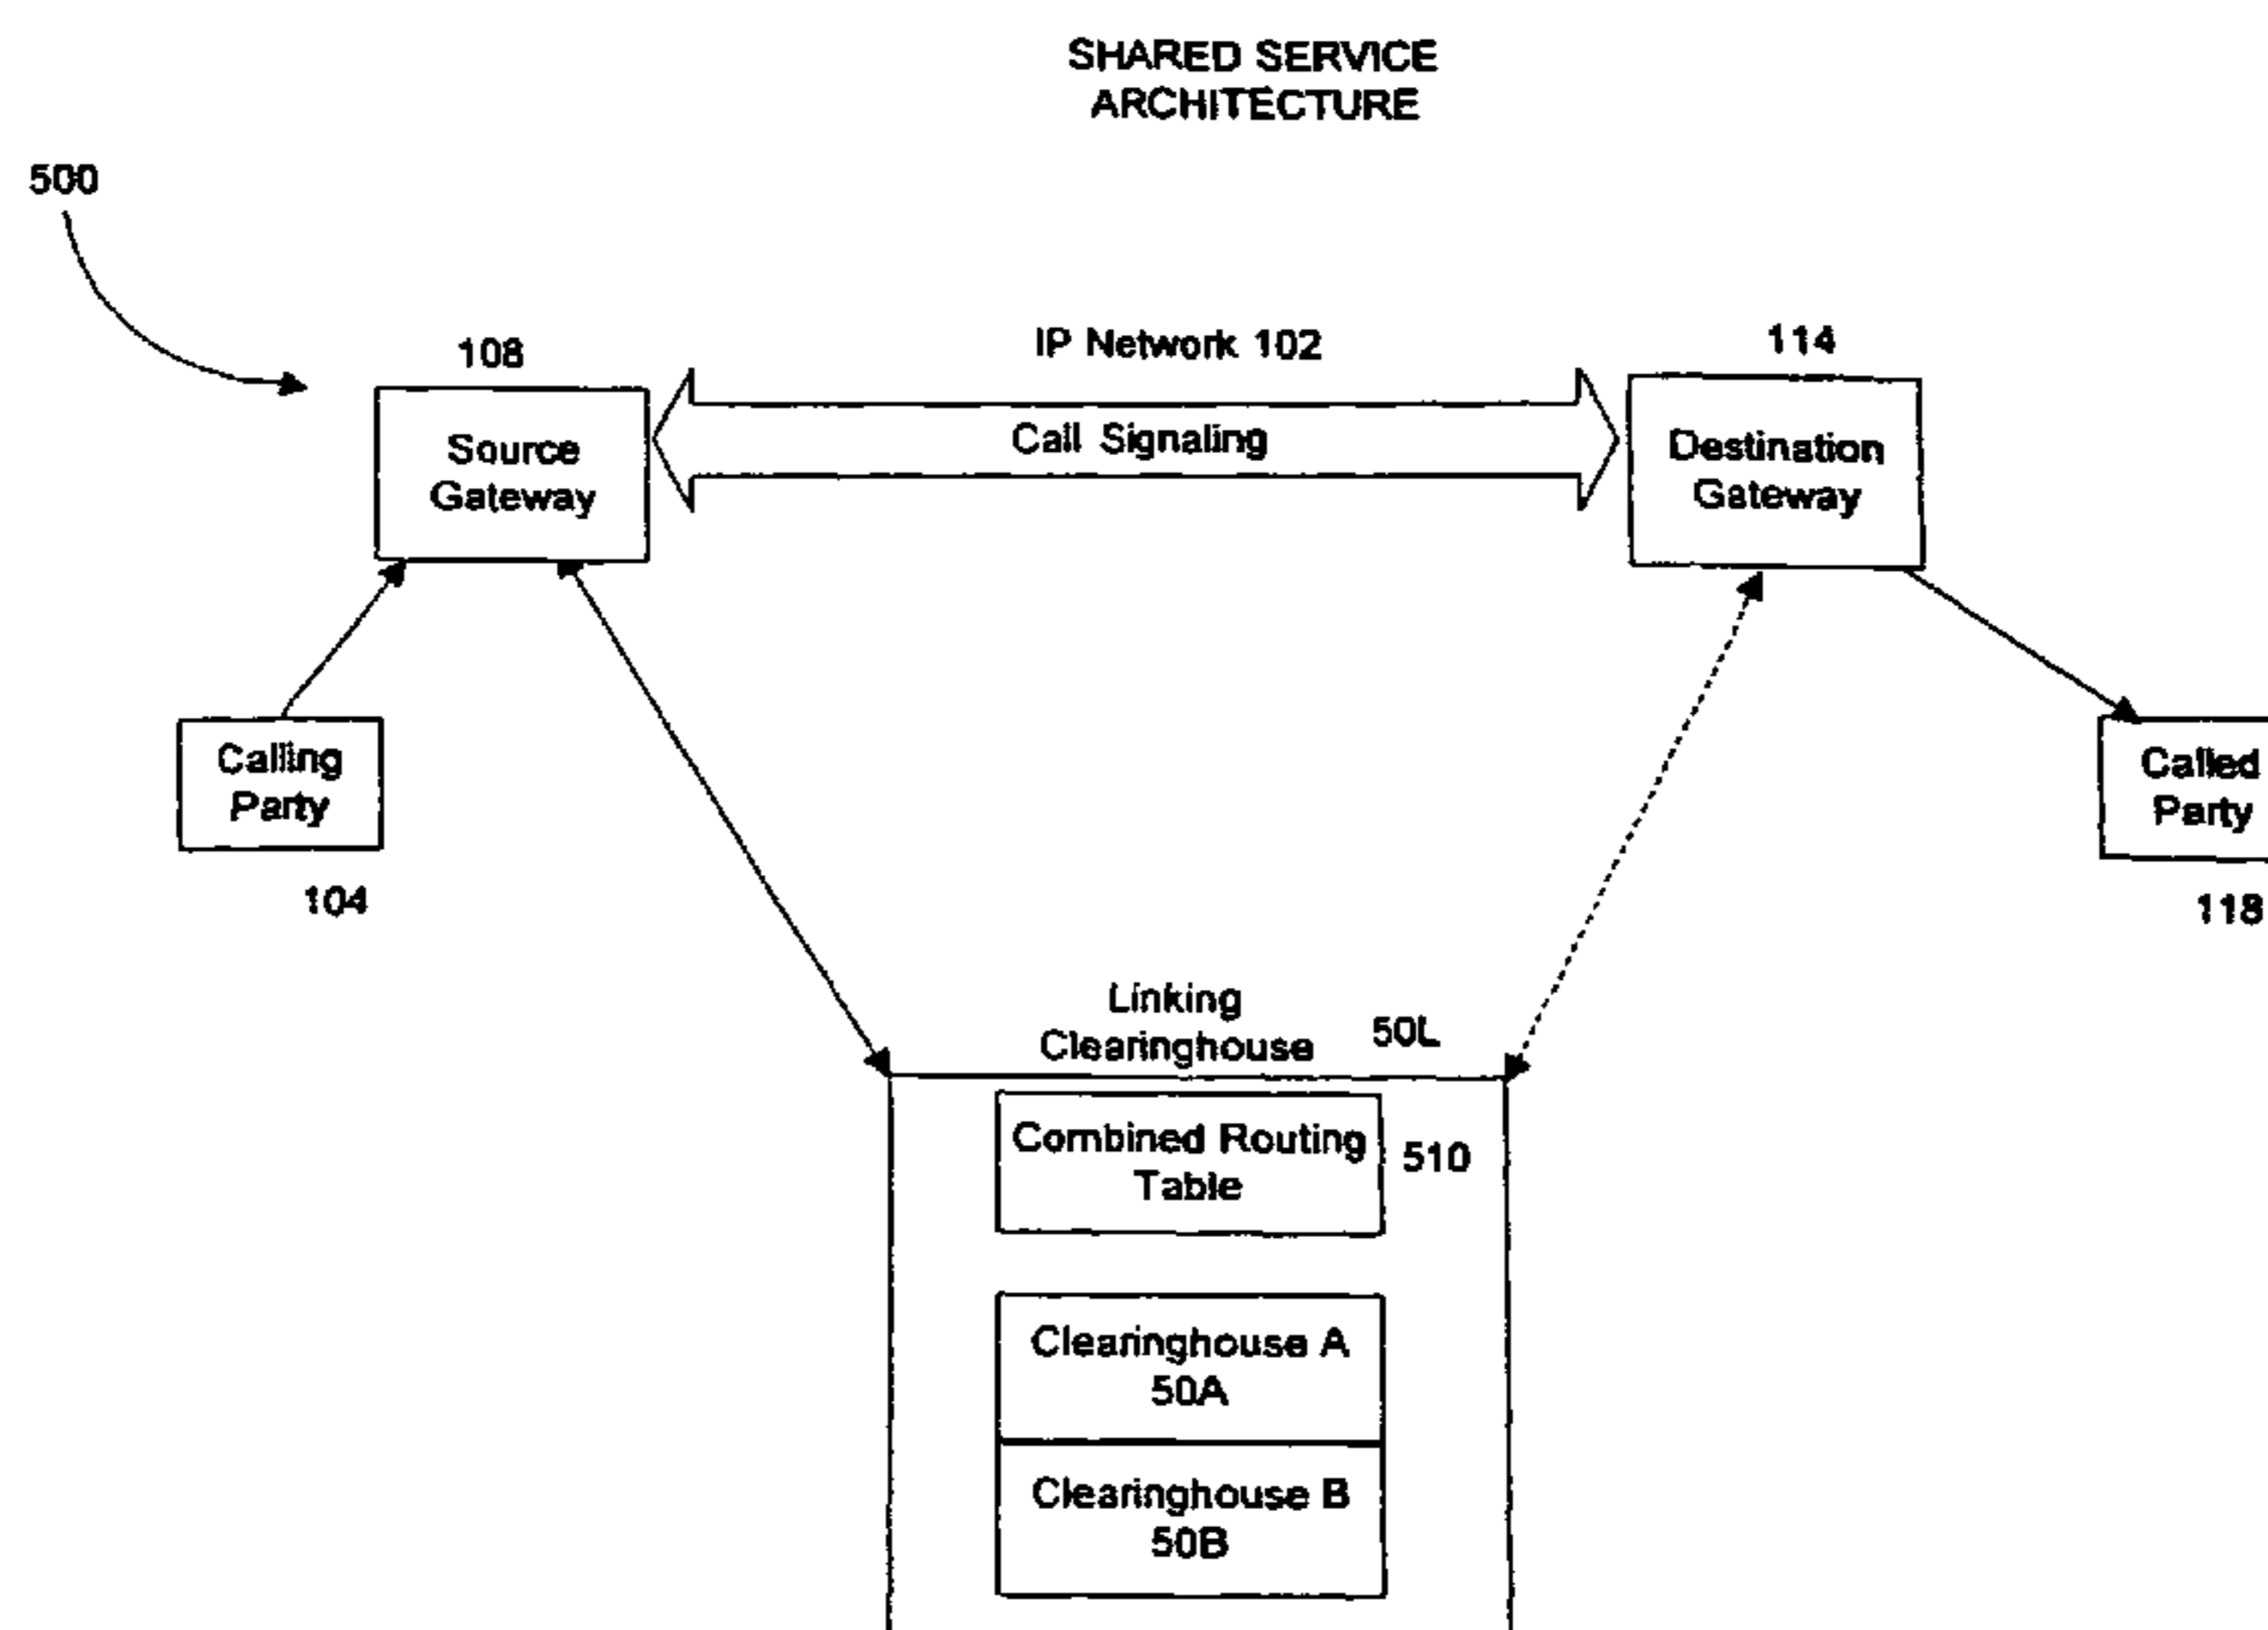 SHARED SERVICE
ARCHITECTURE
500
108
IP Network 102
114
Source
Gateway
Call Signaling
Destination
Gateway
Calling
Party
104
Called
Party
118
Linking
Clearinghouse
50L
Combined Routing
Table
510
Clearinghouse A
50A
Clearinghouse B
50B